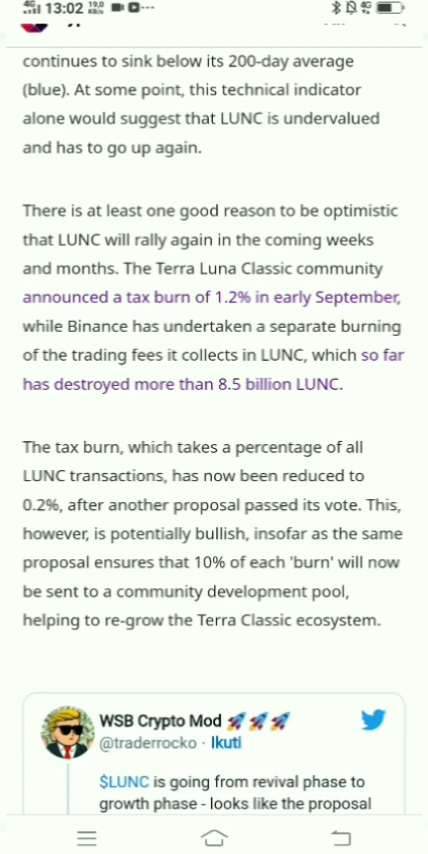 13:02
continues to sink below its 200-day average
(blue). At some point, this technical indicator
alone would suggest that LUNC is undervalued
and has to go up again.
There is at least one good reason to be optimistic
that LUNC will rally again in the coming weeks
and months. The Terra Luna Classic community
announced a tax burn of 1.2% in early September,
while Binance has undertaken a separate burning
of the trading fees it collects in LUNC, which so far
has destroyed more than 8.5 billion LUNC.
The tax burn, which takes a percentage of all
LUNC transactions, has now been reduced to
0.2%, after another proposal passed its vote. This,
however, is potentially bullish, insofar as the same
proposal ensures that 10% of each 'burn' will now
be sent to a community development pool,
helping to re-grow the Terra Classic ecosystem.
WSB Crypto Mod 🚀🚀🚀
@traderrocko · Ikuti
$LUNC is going from revival phase to
growth phase - looks like the proposal